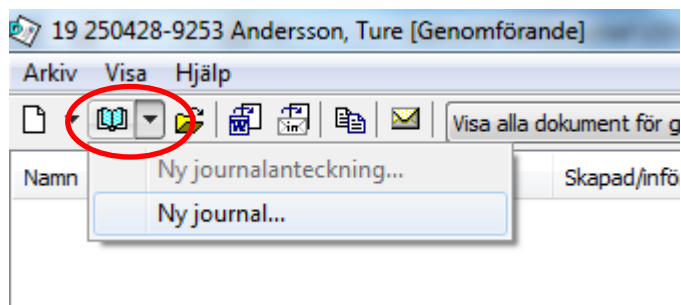 19 250428-9253 Andersson, Ture [Genomförande]
Arkiv Visa Hjälp
Visa alla dokument för g
Namn Skapad/infö
Ny journalanteckning...
Ny journal...